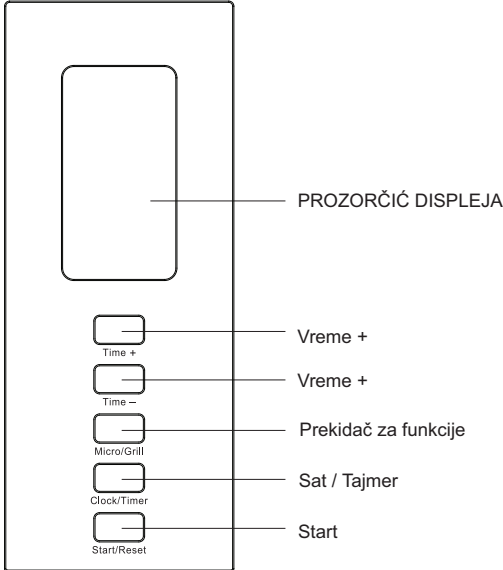 PROZORČIĆ DISPLEJA
Time +
Vreme +
Time –
Vreme +
Micro/Grill
Prekidač za funkcije
Clock/Timer
Sat / Tajmer
Start/Reset
Start